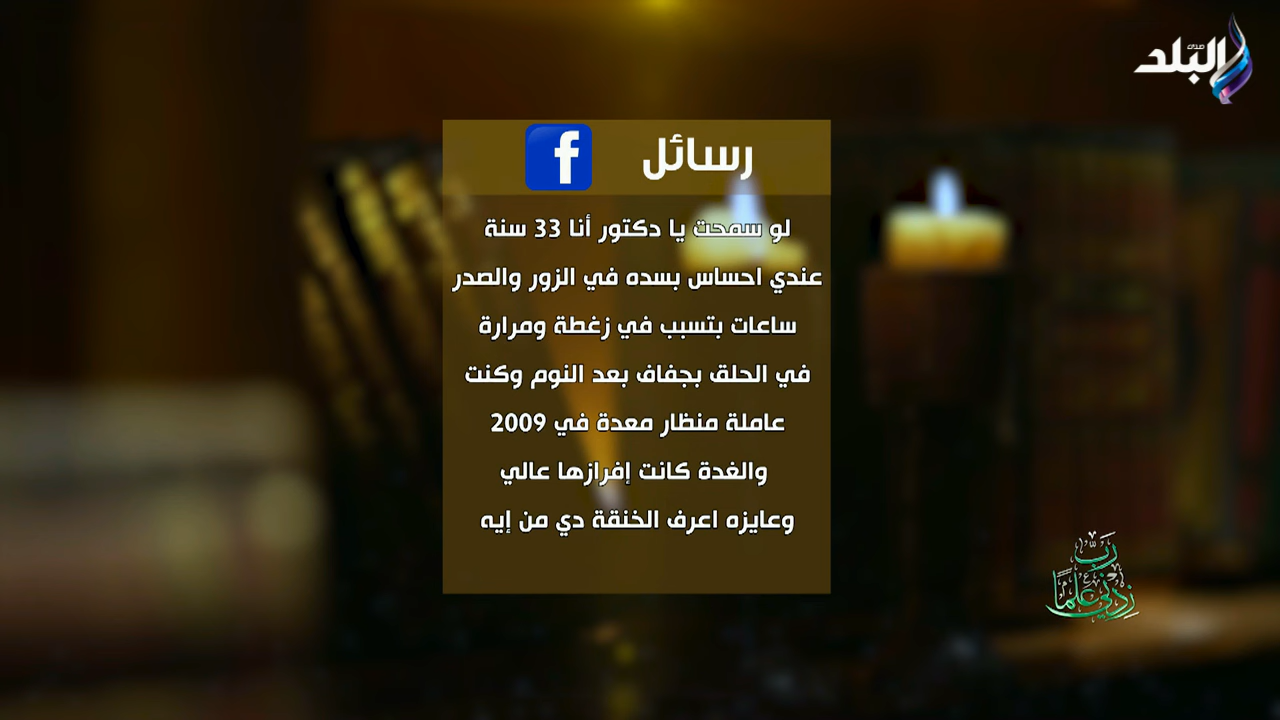 صدى
البلد
رسائل f
لو سمحت يا دكتور أنا 33 سنة
عندي احساس بسده في الزور والصدر
ساعات بتسبب في زغطة ومرارة
في الحلق بجفاف بعد النوم وكنت
عاملة منظار معدة في 2009
والغدة كانت إفرازها عالي
وعايزه اعرف الخنقة دي من إيه
رَبِّ
زِدْنِي عِلْمًا